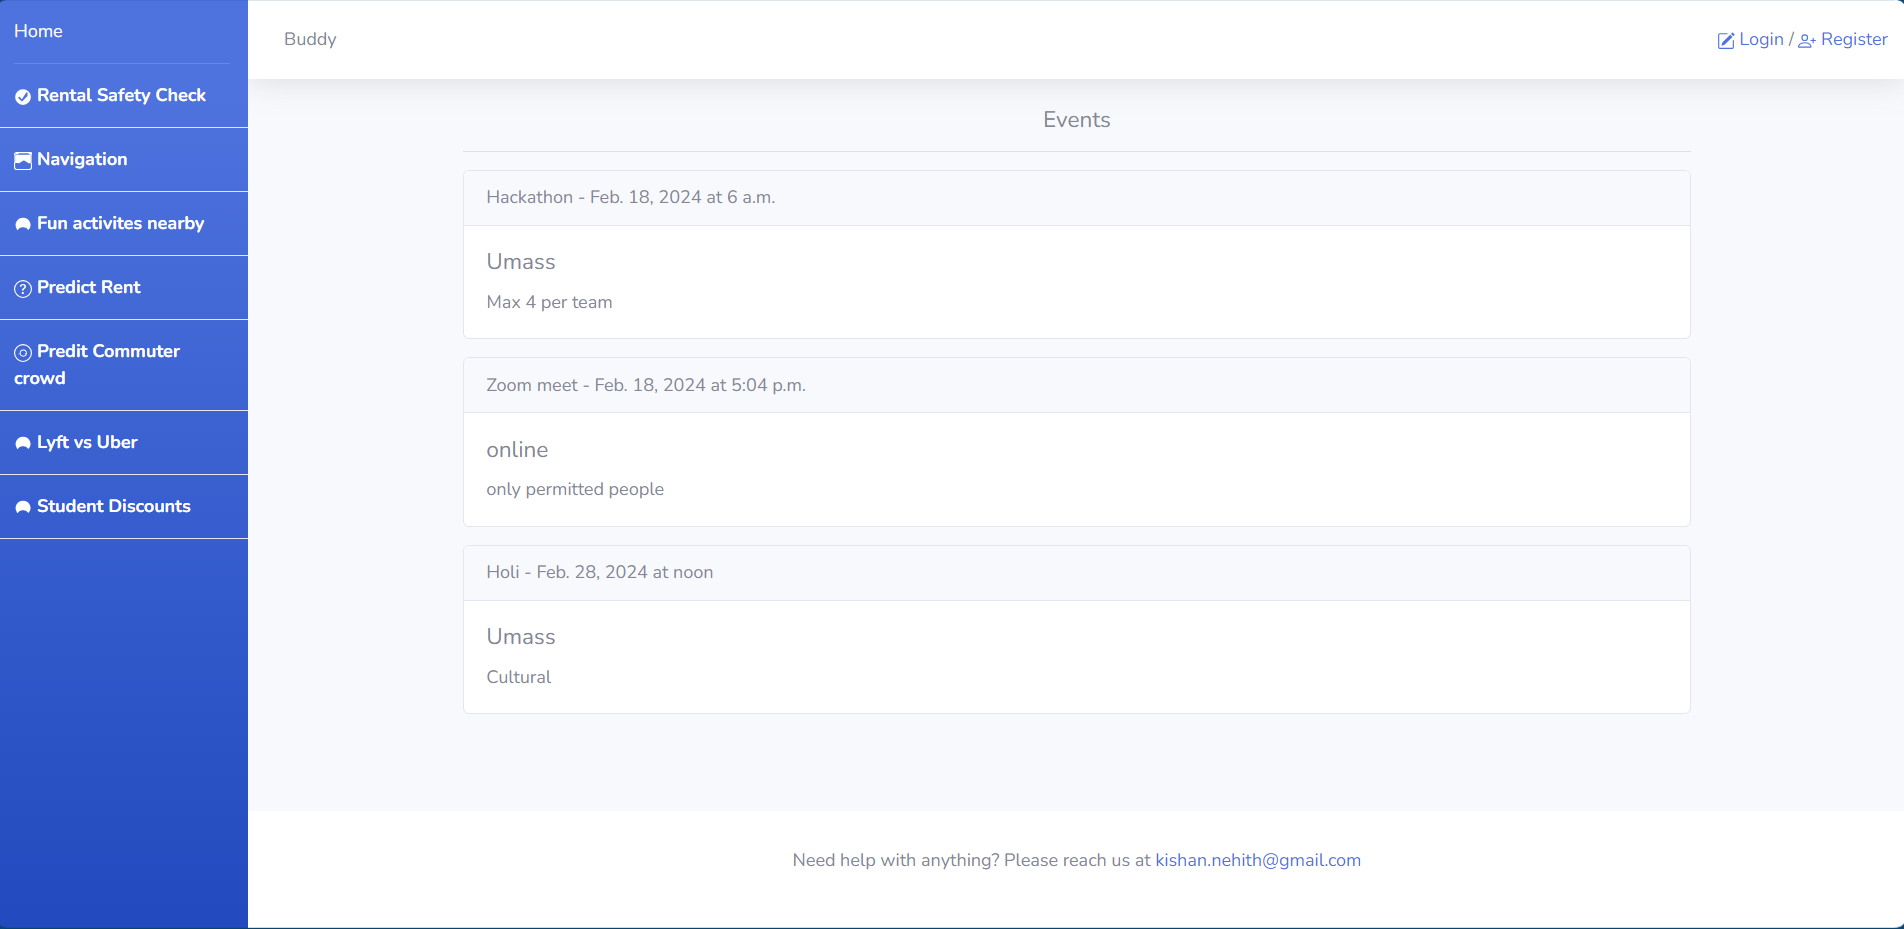 Home
Rental Safety Check
Navigation
Fun activites nearby
Predict Rent
Predit Commuter
crowd
Lyft vs Uber
Student Discounts
Buddy
Login / Register
Events
Hackathon - Feb. 18, 2024 at 6 a.m.
Umass
Max 4 per team
Zoom meet - Feb. 18, 2024 at 5:04 p.m.
online
only permitted people
Holi - Feb. 28, 2024 at noon
Umass
Cultural
Need help with anything? Please reach us at kishan.nehith@gmail.com